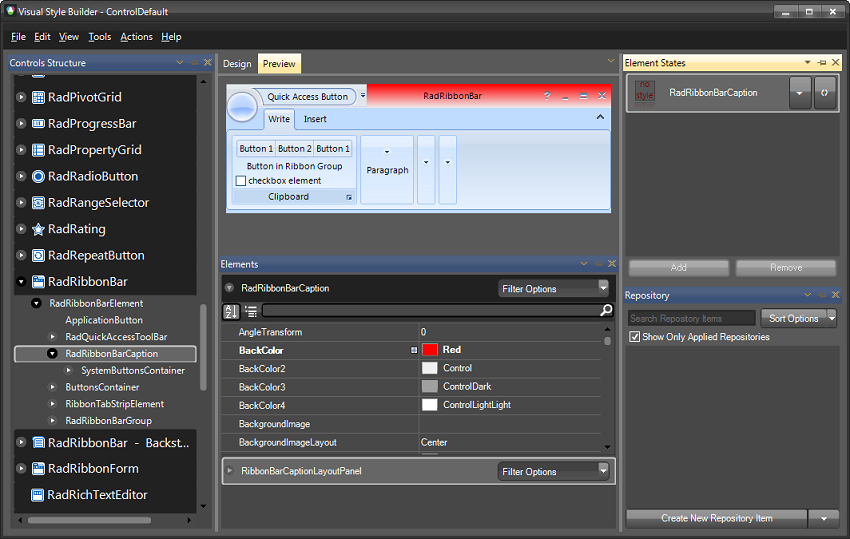 Visual Style Builder - ControlDefault
File Edit View Tools Actions Help
Controls Structure
RadPivotGrid
RadProgressBar
RadPropertyGrid
RadRadioButton
RadRangeSelector
RadRating
RadRepeatButton
RadRibbonBar
RadRibbonBarElement
ApplicationButton
RadQuickAccessToolBar
RadRibbonBarCaption
SystemButtonsContainer
ButtonsContainer
RibbonTabStripElement
RadRibbonBarGroup
RadRibbonBar - Backst...
RadRibbonForm
RadRichTextEditor
Design Preview
Quick Access Button
RadRibbonBar
Write Insert
Button 1 Button 2 Button 1
Button in Ribbon Group
checkbox element
Clipboard
Paragraph
Elements
RadRibbonBarCaption
Filter Options
AngleTransform 0
BackColor Red
BackColor2 Control
BackColor3 ControlDark
BackColor4 ControlLightLight
BackgroundImage
BackgroundImageLayout Center
RibbonBarCaptionLayoutPanel
Filter Options
Element States
no style
RadRibbonBarCaption
Add Remove
Repository
Search Repository Items
Sort Options
Show Only Applied Repositories
Create New Repository Item